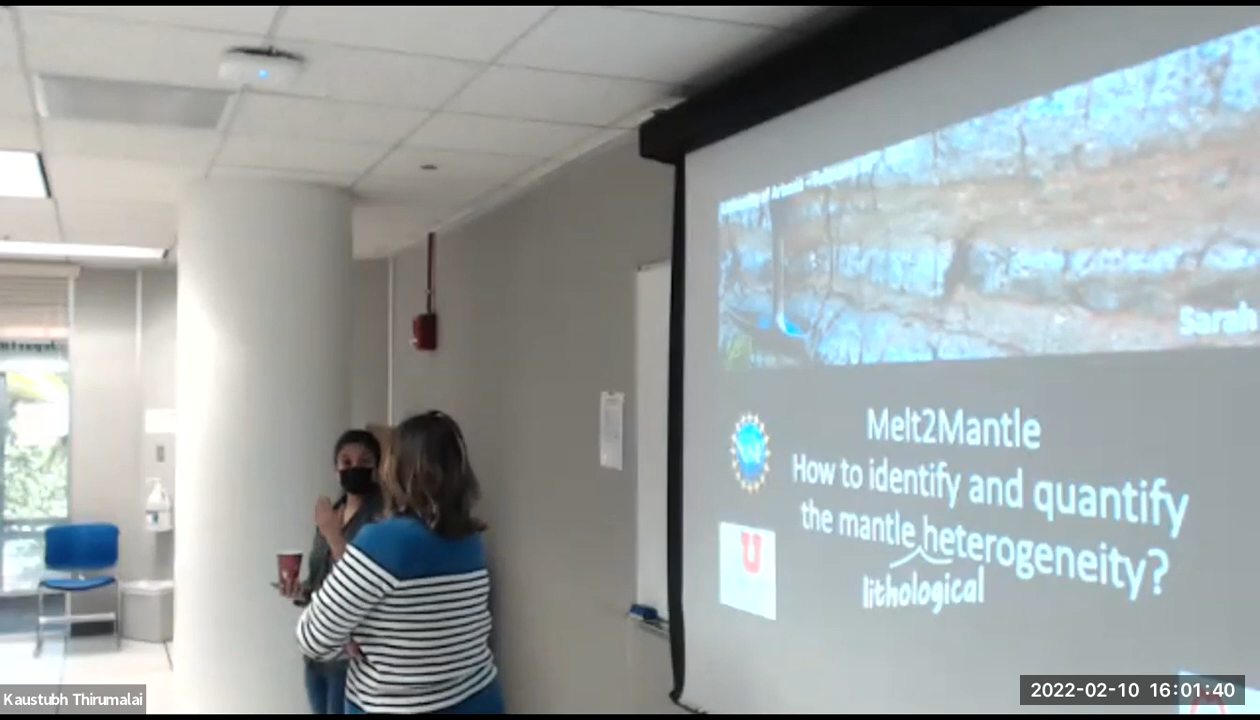 Sarah
Melt2Mantle
How to identify and quantify
the mantle heterogeneity?
lithological
U
Kaustubh Thirumalai
2022-02-10 16:01:40